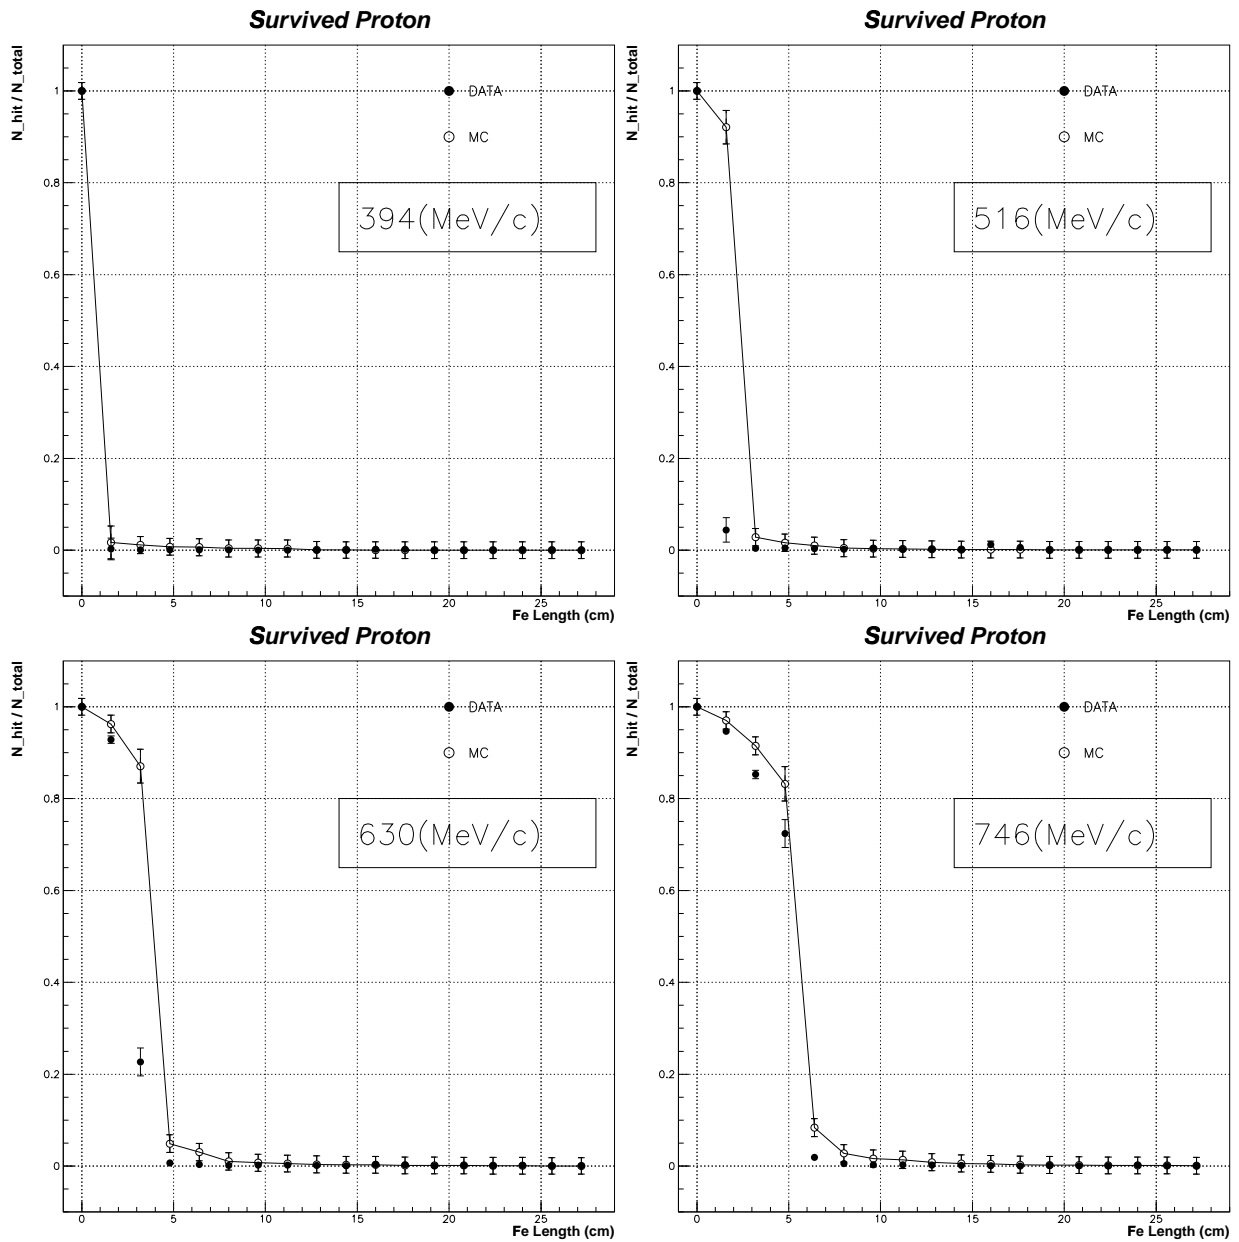 Survived Proton
N_hit / N_total
1
0.8
0.6
0.4
0.2
0
DATA
MC
394(MeV/c)
0 5 10 15 20 25
Fe Length (cm)
Survived Proton
N_hit / N_total
1
0.8
0.6
0.4
0.2
0
DATA
MC
516(MeV/c)
0 5 10 15 20 25
Fe Length (cm)
Survived Proton
N_hit / N_total
1
0.8
0.6
0.4
0.2
0
DATA
MC
630(MeV/c)
0 5 10 15 20 25
Fe Length (cm)
Survived Proton
N_hit / N_total
1
0.8
0.6
0.4
0.2
0
DATA
MC
746(MeV/c)
0 5 10 15 20 25
Fe Length (cm)